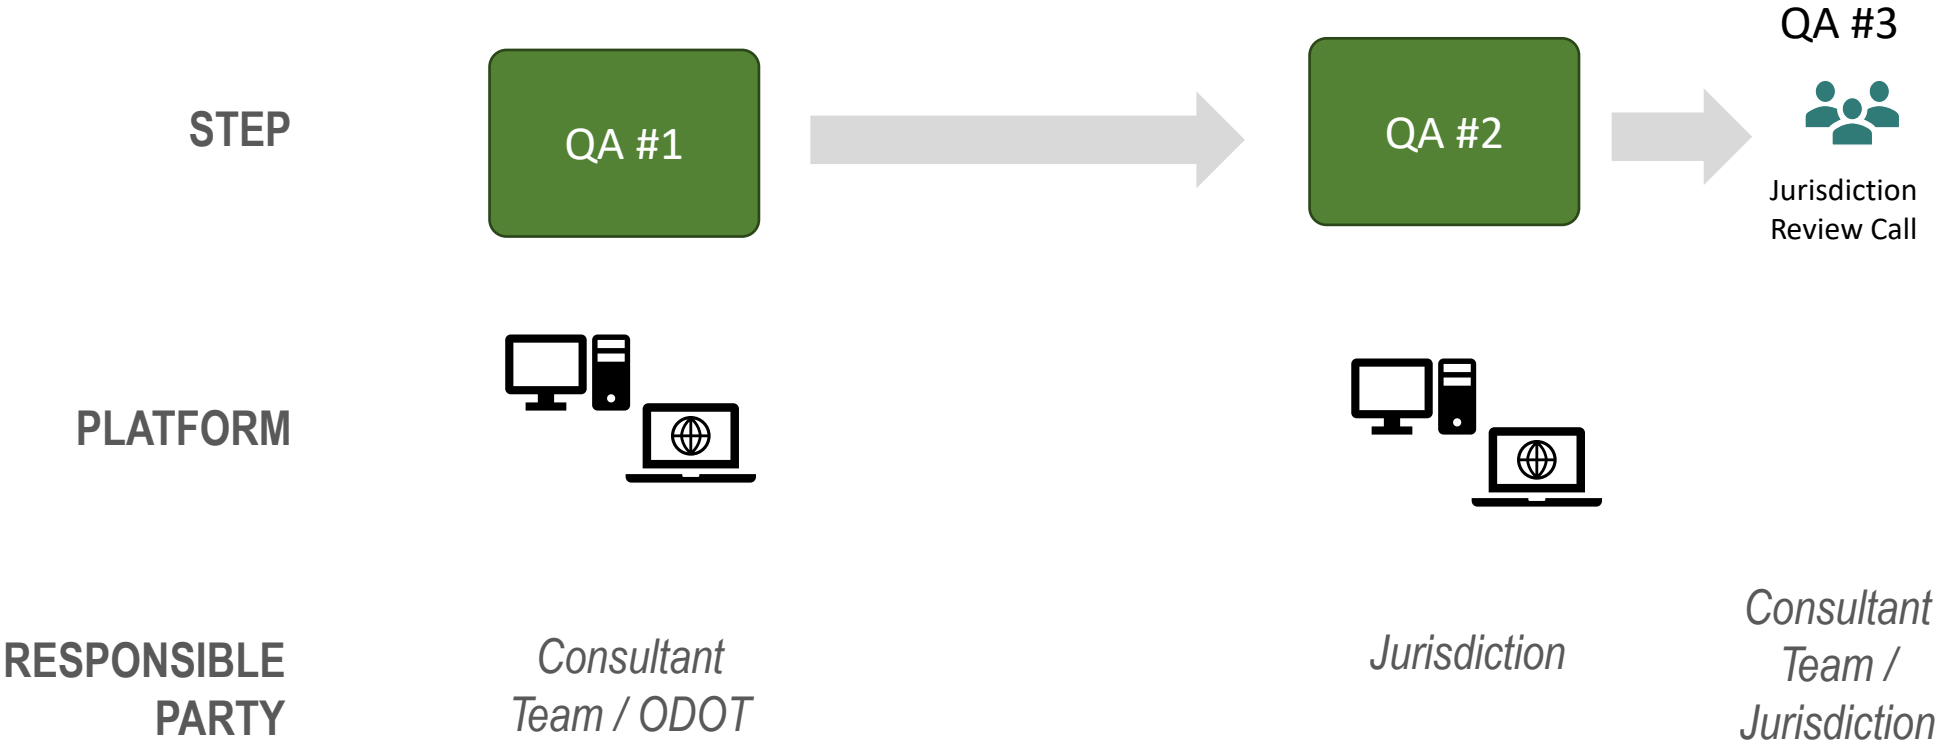 QA #3
STEP
QA #1
QA #2
Jurisdiction
Review Call
PLATFORM
RESPONSIBLE
PARTY
Consultant
Team / ODOT
Jurisdiction
Consultant
Team /
Jurisdiction